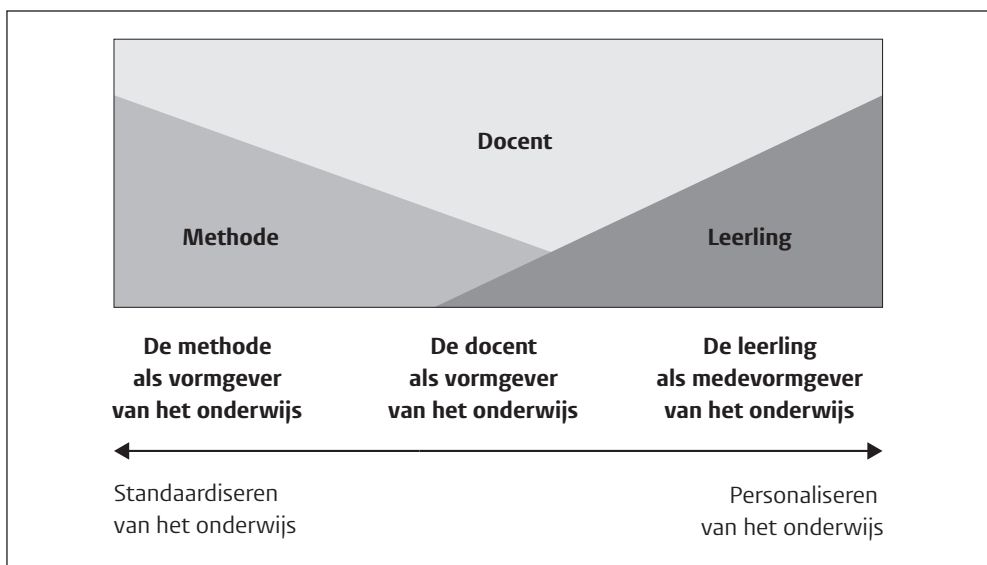 Docent
Methode
Leerling
De methode
als vormgever
van het onderwijs
De docent
als vormgever
van het onderwijs
De leerling
als medevormgever
van het onderwijs
Standaardiseren
van het onderwijs
Personaliseren
van het onderwijs